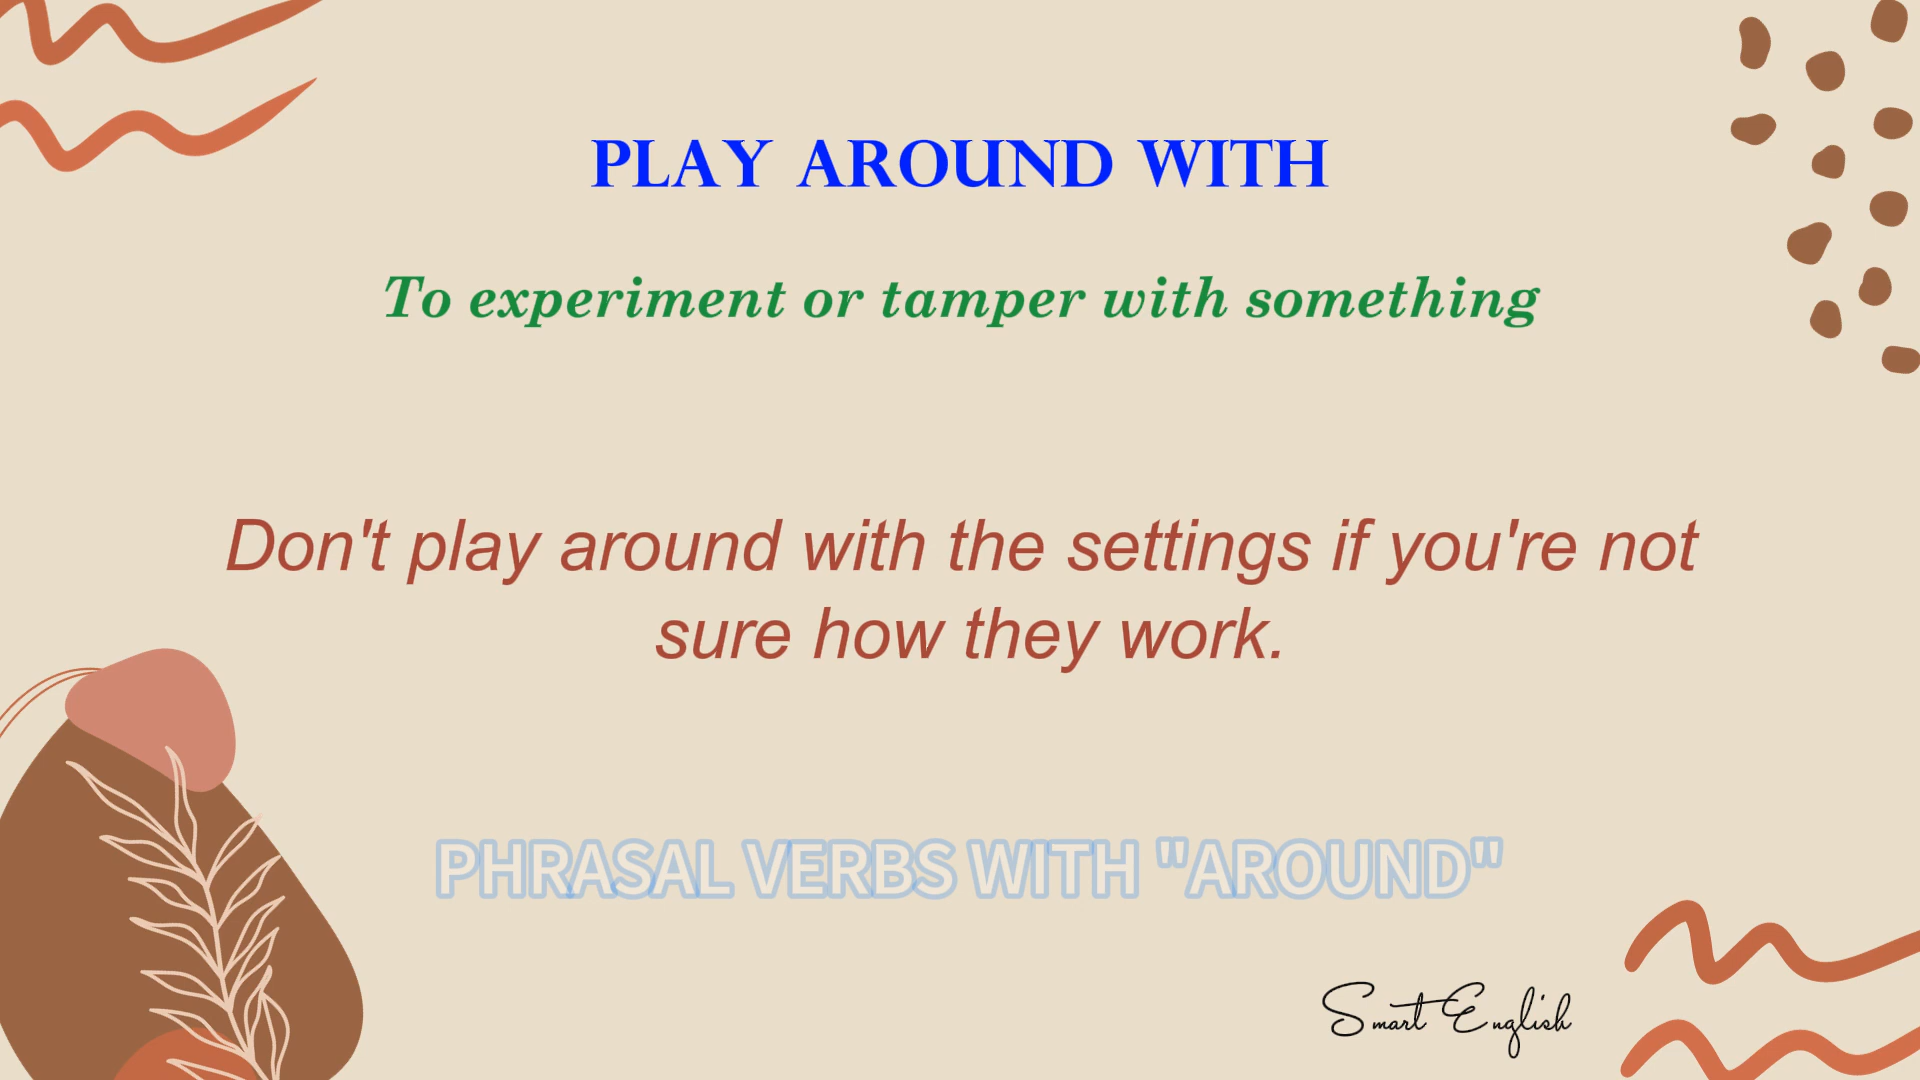 PLAY AROUND WITH
To experiment or tamper with something
Don't play around with the settings if you're not
sure how they work.
PHRASAL VERBS WITH "AROUND"
Smart English